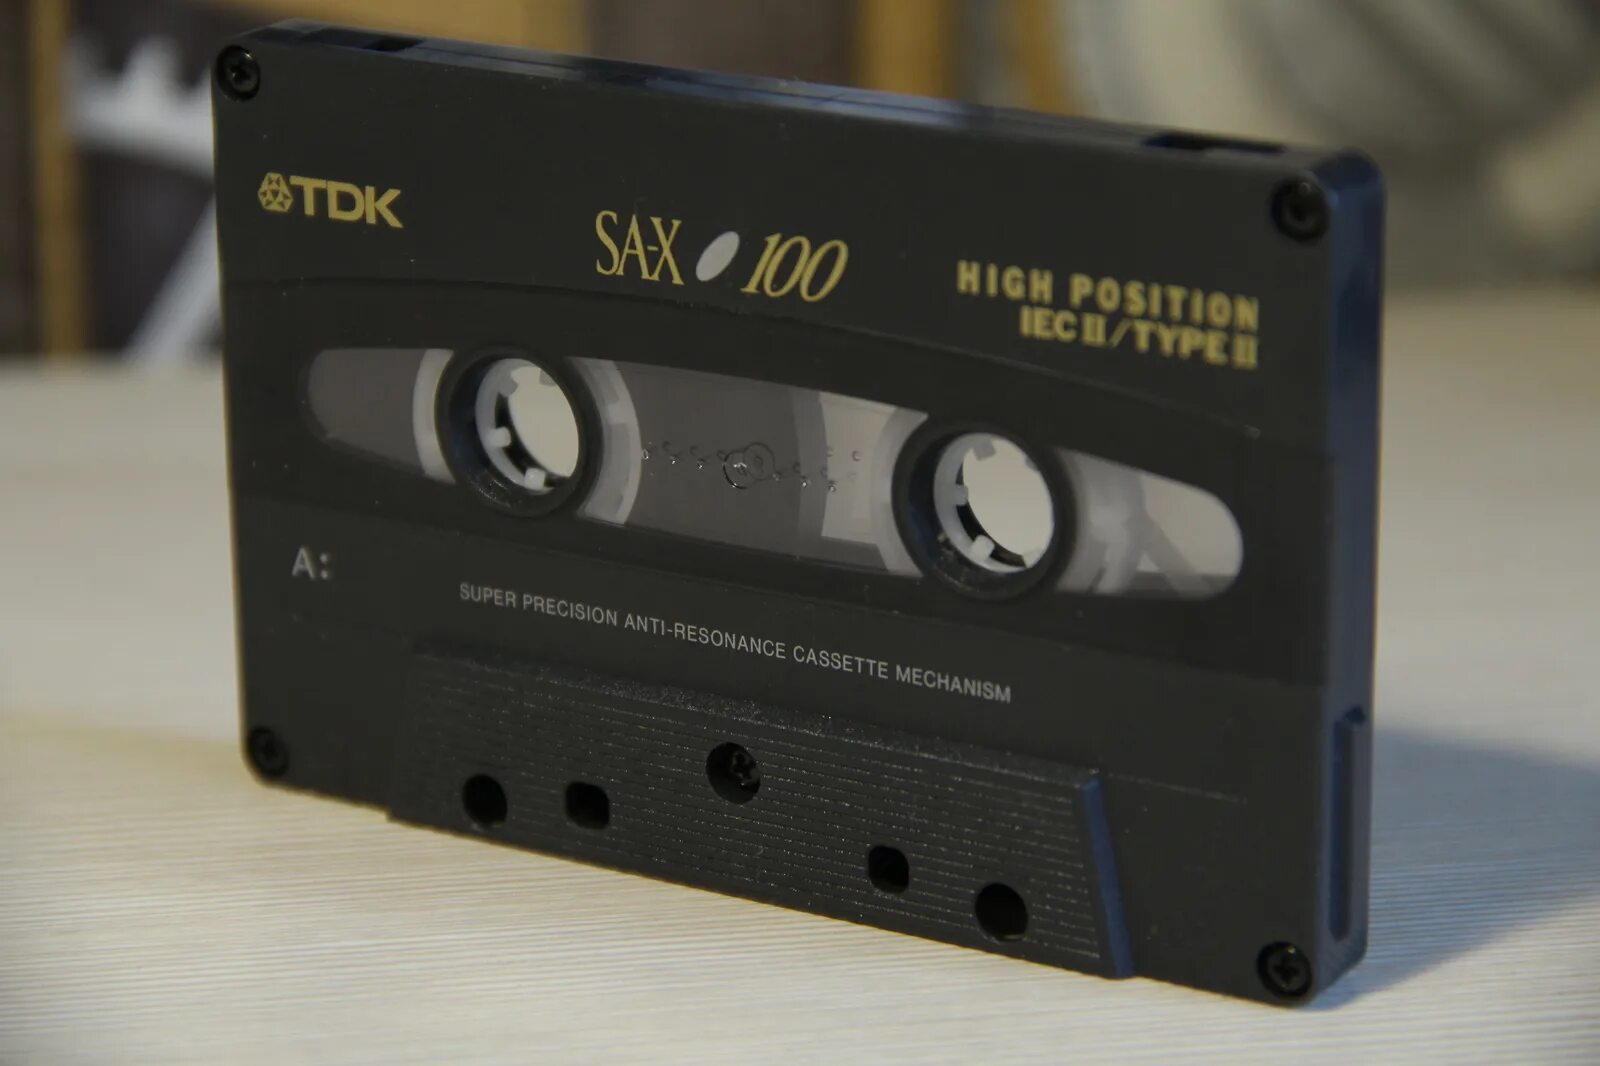 TDK
SA-X 100
HIGH POSITION
IEC II/TYPE II
A:
SUPER PRECISION ANTI-RESONANCE CASSETTE MECHANISM